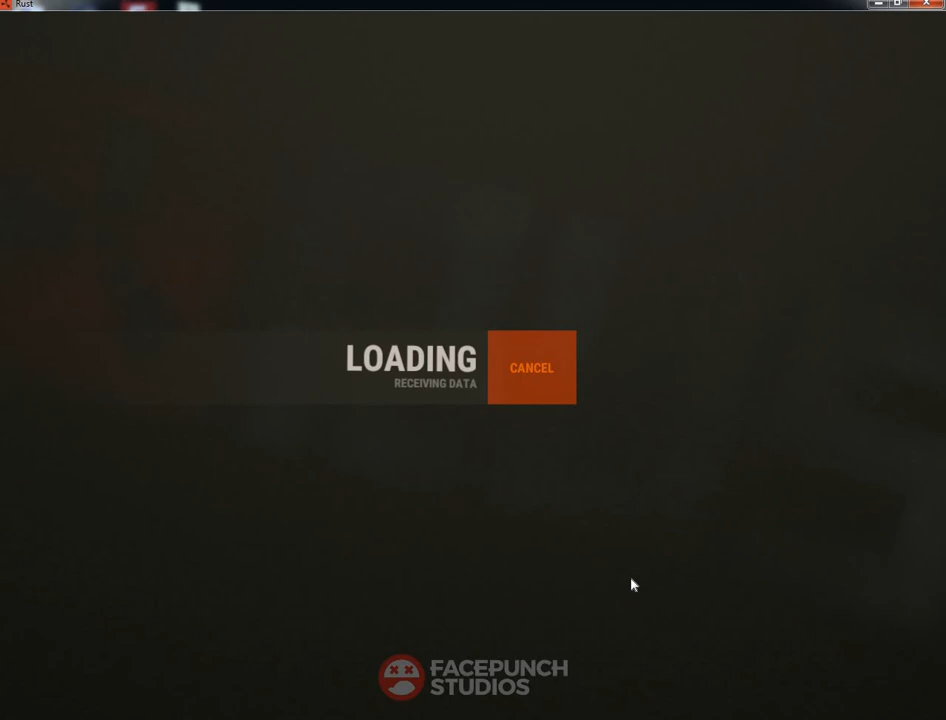 Rust
LOADING
RECEIVING DATA
CANCEL
FACEPUNCH
STUDIOS